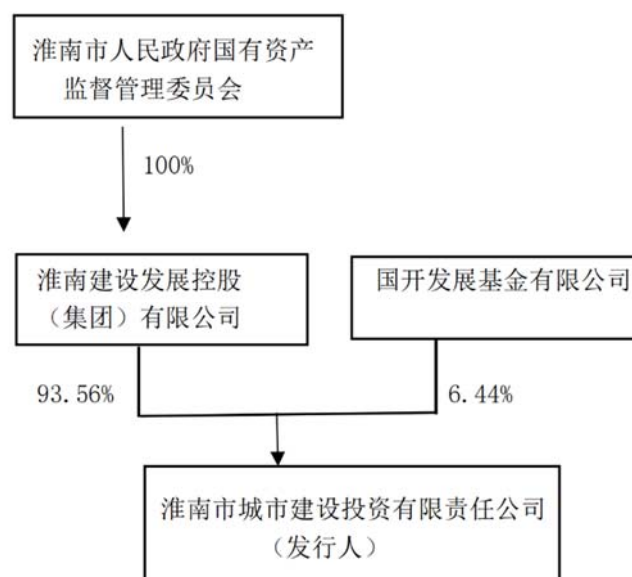 淮南市人民政府国有资产
监督管理委员会
100%
淮南建设发展控股
（集团）有限公司
国开发展基金有限公司
93.56%
6.44%
淮南市城市建设投资有限责任公司
（发行人）